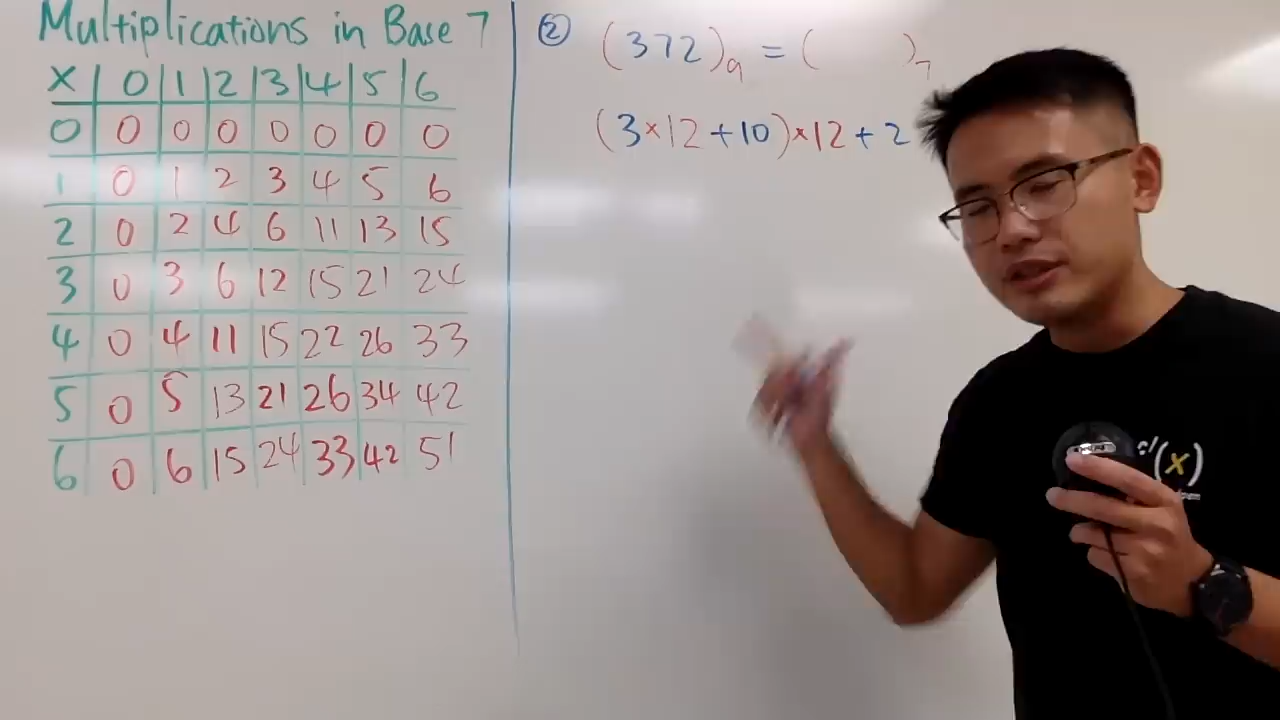 Multiplications in Base 7
× 0 1 2 3 4 5 6
0 0 0 0 0 0 0 0
1 0 1 2 3 4 5 6
2 0 2 4 6 11 13 15
3 0 3 6 12 15 21 24
4 0 4 11 15 22 26 33
5 0 5 13 21 26 34 42
6 0 6 15 24 33 42 51
② (372)₉ = ( )₇
(3×12+10)×12+2
(x)